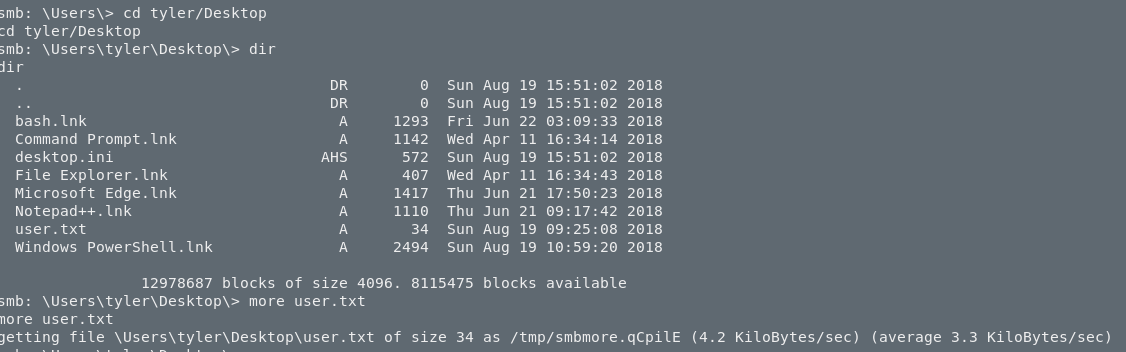 smb: \Users\> cd tyler/Desktop
cd tyler/Desktop
smb: \Users\tyler\Desktop\> dir
dir
. DR 0 Sun Aug 19 15:51:02 2018
.. DR 0 Sun Aug 19 15:51:02 2018
bash.lnk A 1293 Fri Jun 22 03:09:33 2018
Command Prompt.lnk A 1142 Wed Apr 11 16:34:14 2018
desktop.ini AHS 572 Sun Aug 19 15:51:02 2018
File Explorer.lnk A 407 Wed Apr 11 16:34:43 2018
Microsoft Edge.lnk A 1417 Thu Jun 21 17:50:23 2018
Notepad++.lnk A 1110 Thu Jun 21 09:17:42 2018
user.txt A 34 Sun Aug 19 09:25:08 2018
Windows PowerShell.lnk A 2494 Sun Aug 19 10:59:20 2018
12978687 blocks of size 4096. 8115475 blocks available
smb: \Users\tyler\Desktop\> more user.txt
more user.txt
getting file \Users\tyler\Desktop\user.txt of size 34 as /tmp/smbmore.qCpilE (4.2 KiloBytes/sec) (average 3.3 KiloBytes/sec)